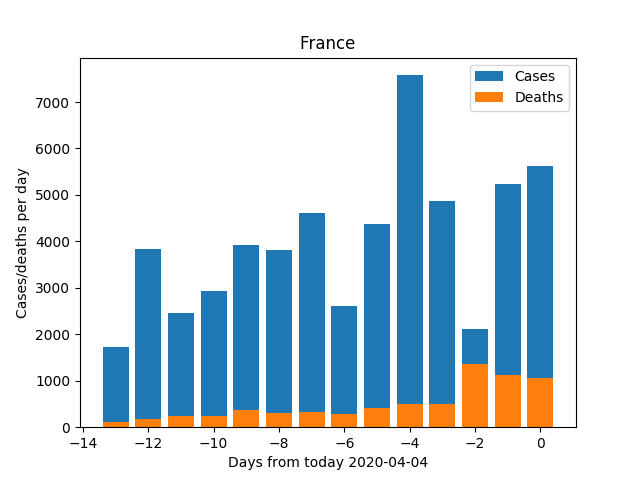 France
Cases
Deaths
Cases/deaths per day
7000
6000
5000
4000
3000
2000
1000
0
−14 −12 −10 −8 −6 −4 −2 0
Days from today 2020-04-04